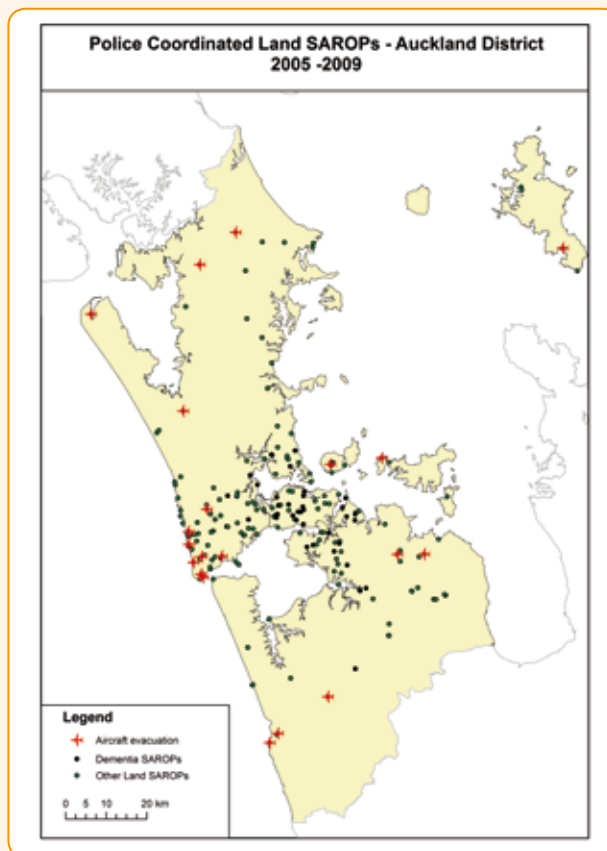 Police Coordinated Land SAROPs - Auckland District
2005 -2009
Legend
Aircraft evacuation
Dementia SAROPs
Other Land SAROPs
0 5 10 20 km